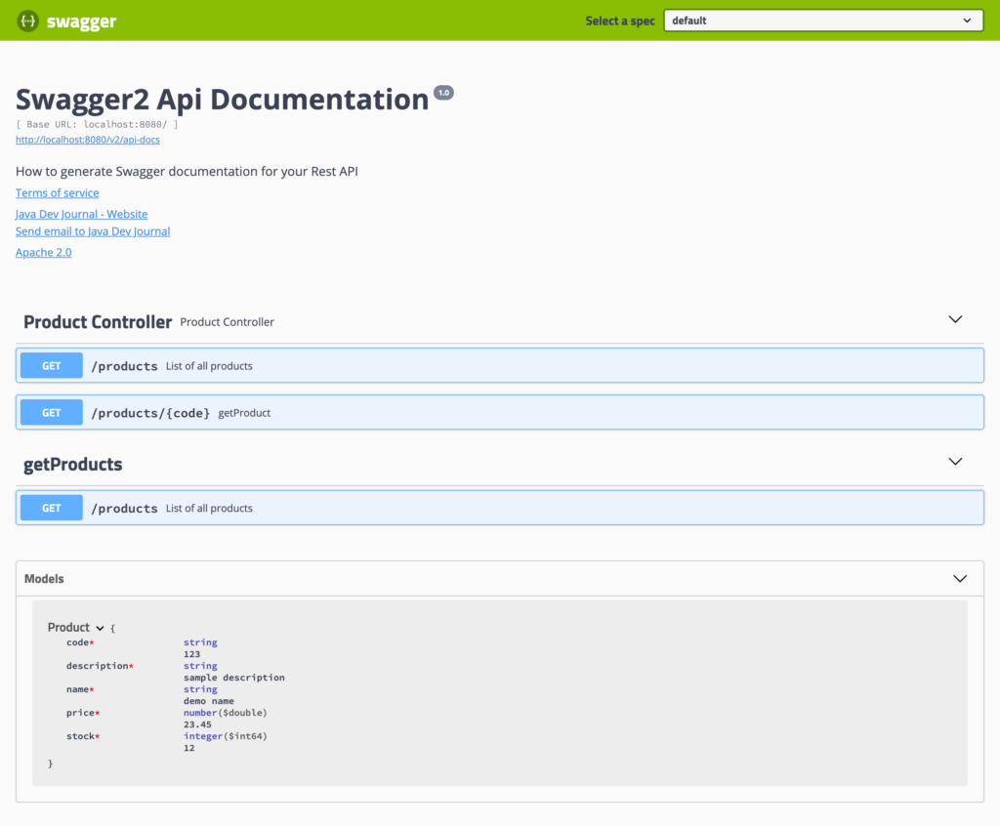 swagger Select a spec default
Swagger2 Api Documentation 1.0
[ Base URL: localhost:8080/ ]
http://localhost:8080/v2/api-docs
How to generate Swagger documentation for your Rest API
Terms of service
Java Dev Journal - Website
Send email to Java Dev Journal
Apache 2.0
Product Controller Product Controller
GET /products List of all products
GET /products/{code} getProduct
getProducts
GET /products List of all products
Models
Product {
code* string
123
description* string
sample description
name* string
demo name
price* number($double)
23.45
stock* integer($int64)
12
}